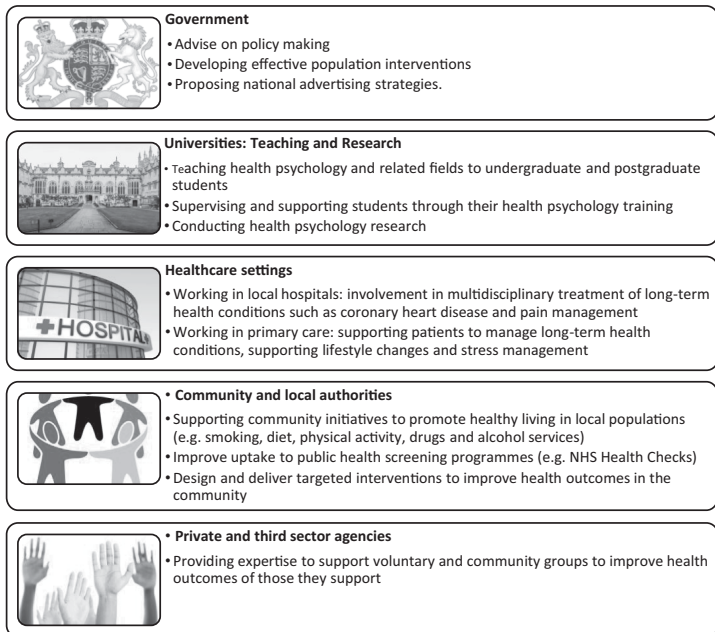 Government
• Advise on policy making
• Developing effective population interventions
• Proposing national advertising strategies.
Universities: Teaching and Research
• Teaching health psychology and related fields to undergraduate and postgraduate
students
• Supervising and supporting students through their health psychology training
• Conducting health psychology research
Healthcare settings
• Working in local hospitals: involvement in multidisciplinary treatment of long-term
health conditions such as coronary heart disease and pain management
• Working in primary care: supporting patients to manage long-term health
conditions, supporting lifestyle changes and stress management
HOSPITAL
• Community and local authorities
• Supporting community initiatives to promote healthy living in local populations
(e.g. smoking, diet, physical activity, drugs and alcohol services)
• Improve uptake to public health screening programmes (e.g. NHS Health Checks)
• Design and deliver targeted interventions to improve health outcomes in the
community
• Private and third sector agencies
• Providing expertise to support voluntary and community groups to improve health
outcomes of those they support